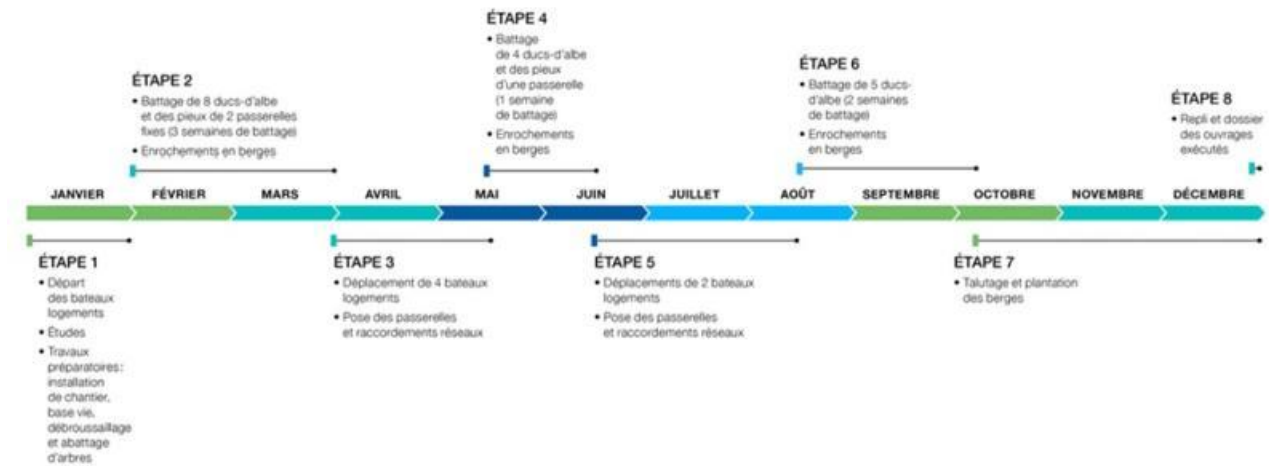 ÉTAPE 4
• Battage
de 4 ducs-d'albe
et des pieux
d'une passerelle
(1 semaine
de battage)
• Enrochements
en berges
ÉTAPE 2
• Battage de 8 ducs-d'albe
et des pieux de 2 passerelles
fixes (3 semaines de battage)
• Enrochements en berges
ÉTAPE 6
• Battage de 5 ducs-
d'albe (2 semaines
de battage)
• Enrochements
en berges
ÉTAPE 8
• Repli et dossier
des ouvrages
exécutés
JANVIER FÉVRIER MARS AVRIL MAI JUIN JUILLET AOÛT SEPTEMBRE OCTOBRE NOVEMBRE DÉCEMBRE
ÉTAPE 1
• Départ
des bateaux
logements
• Études
• Travaux
préparatoires :
installation
de chantier,
base vie,
débroussaillage
et abattage
d'arbres
ÉTAPE 3
• Déplacement de 4 bateaux
logements
• Pose des passerelles
et raccordements réseaux
ÉTAPE 5
• Déplacements de 2 bateaux
logements
• Pose des passerelles
et raccordements réseaux
ÉTAPE 7
• Talutage et plantation
des berges